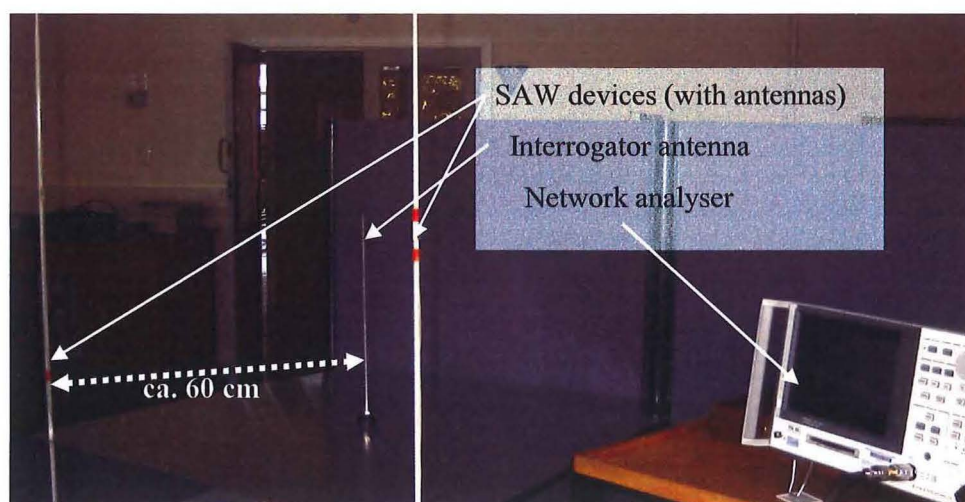 SAW devices (with antennas)
Interrogator antenna
Network analyser
ca. 60 cm